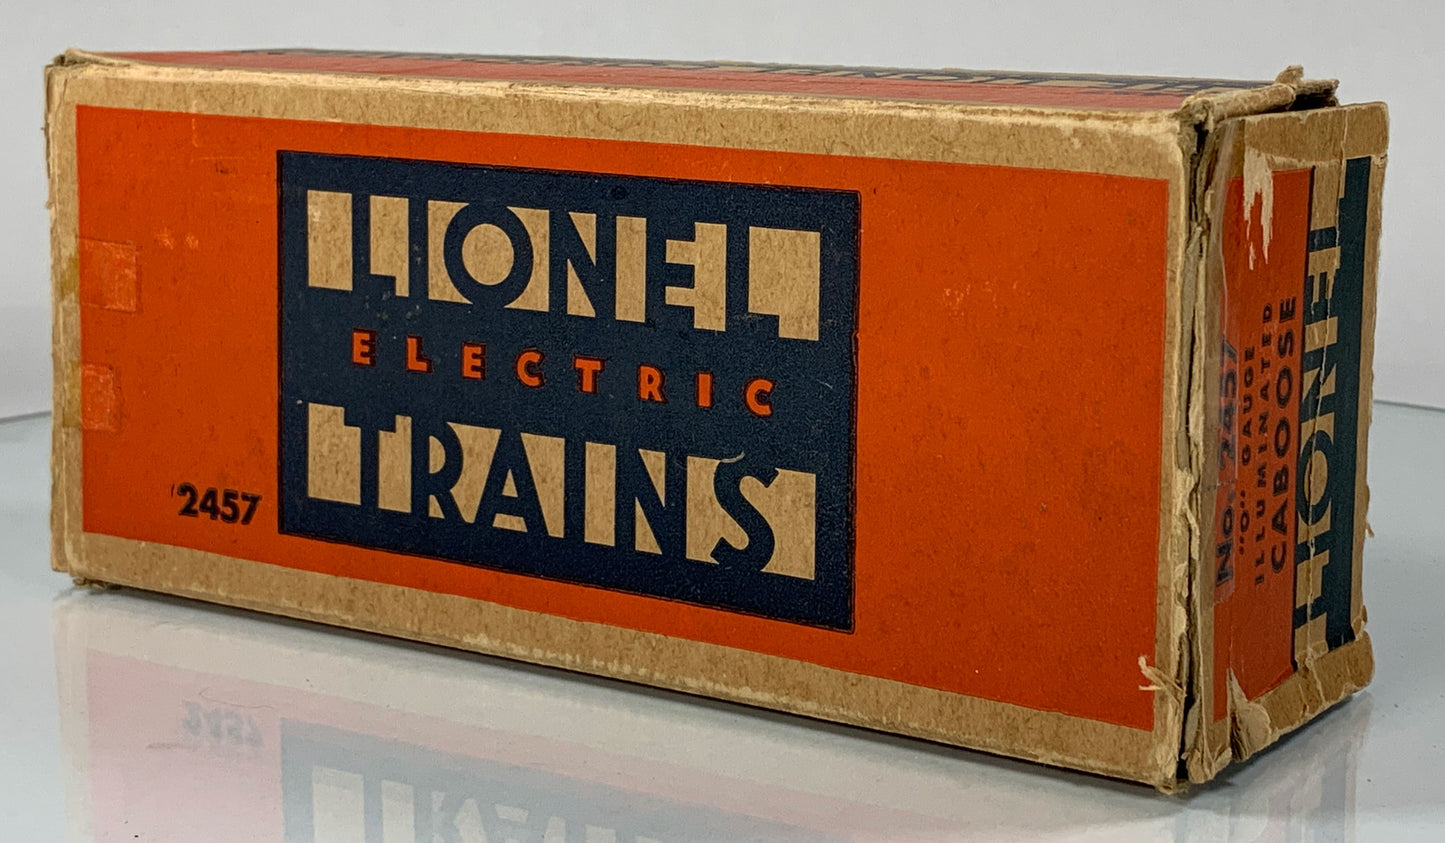 LIONEL
ELECTRIC
TRAINS
2457
No. 2457
"O" GAUGE
ILLUMINATED
CABOOSE
LIONEL